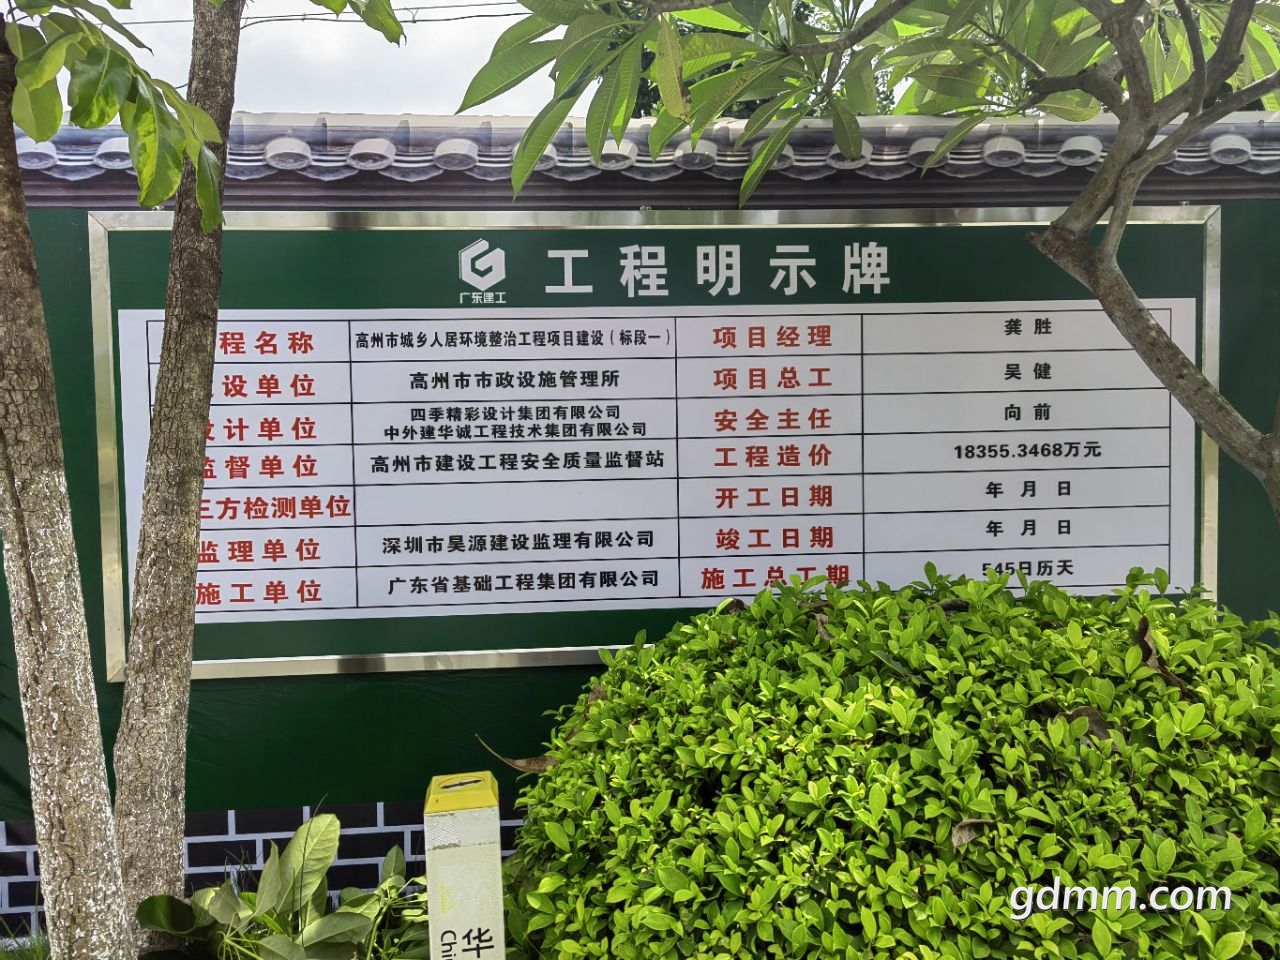 广东建工
工程明示牌
程名称 高州市城乡人居环境整治工程项目建设（标段一） 项目经理 龚胜
设单位 高州市市政设施管理所 项目总工 吴健
计单位 四季精彩设计集团有限公司 安全主任 向前
中外建华诚工程技术集团有限公司
监督单位 高州市建设工程安全质量监督站 工程造价 18355.3468万元
三方检测单位 开工日期 年 月 日
监理单位 深圳市昊源建设监理有限公司 竣工日期 年 月 日
施工单位 广东省基础工程集团有限公司 施工总工期 545日历天
华
Chi
gdmm.com